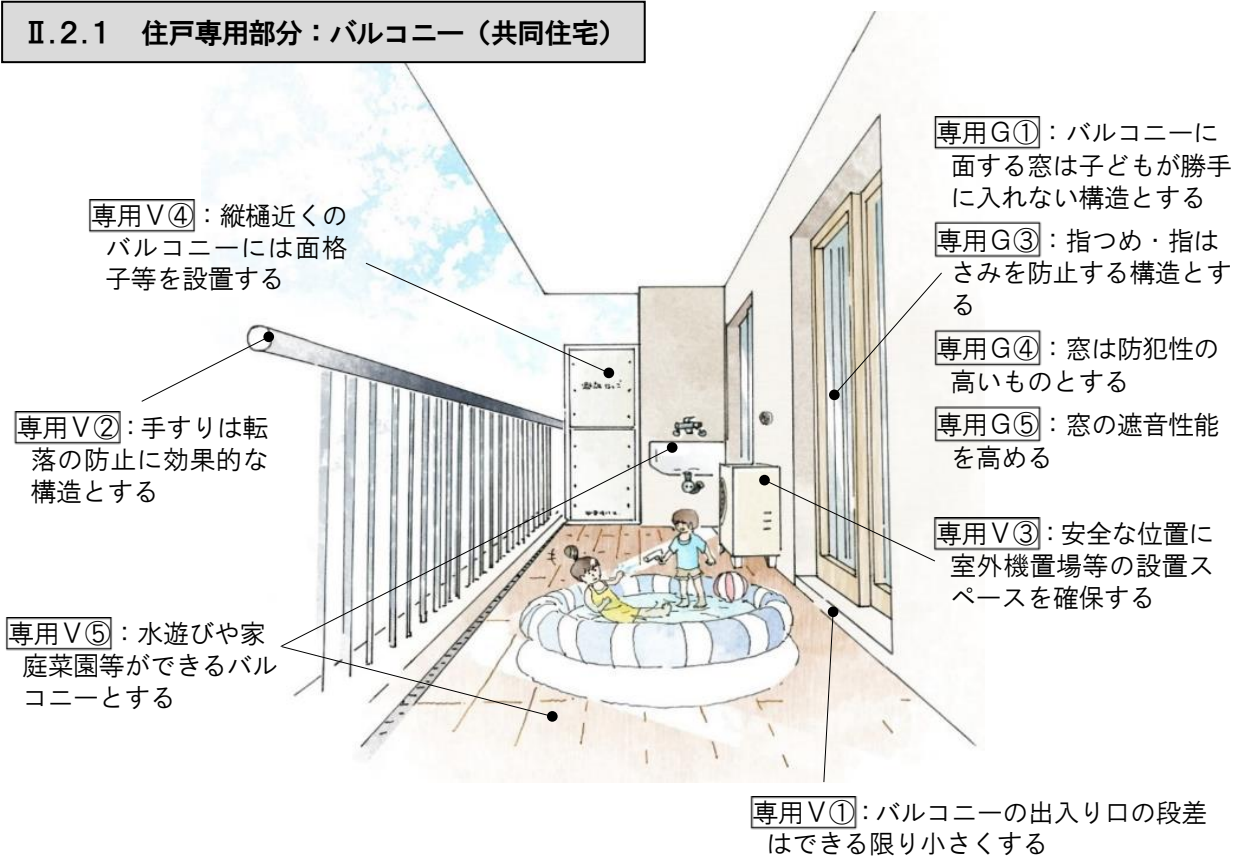 Ⅱ.2.1 住戸専用部分：バルコニー（共同住宅）
専用Ｖ④：縦樋近くの
バルコニーには面格
子等を設置する
専用Ｖ②：手すりは転
落の防止に効果的な
構造とする
専用Ｖ⑤：水遊びや家
庭菜園等ができるバル
コニーとする
専用Ｇ①：バルコニーに
面する窓は子どもが勝手
に入れない構造とする
専用Ｇ③：指つめ・指は
さみを防止する構造とす
る
専用Ｇ④：窓は防犯性の
高いものとする
専用Ｇ⑤：窓の遮音性能
を高める
専用Ｖ③：安全な位置に
室外機置場等の設置ス
ペースを確保する
専用Ｖ①：バルコニーの出入り口の段差
はできる限り小さくする